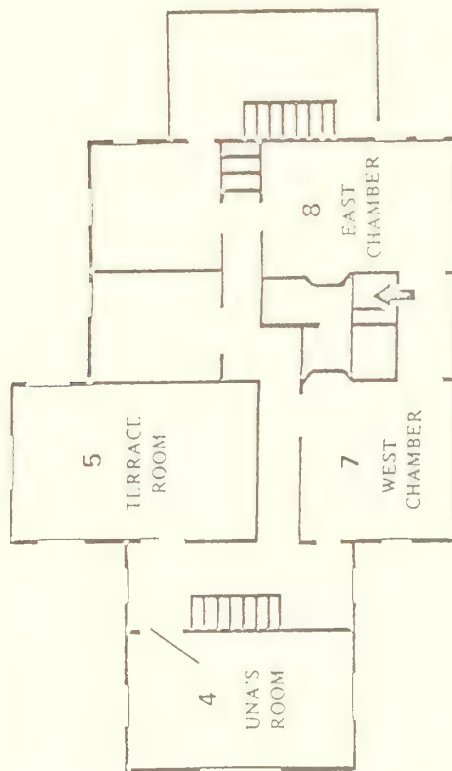 4
UNA'S
ROOM
5
TERRACE
ROOM
7
WEST
CHAMBER
8
EAST
CHAMBER